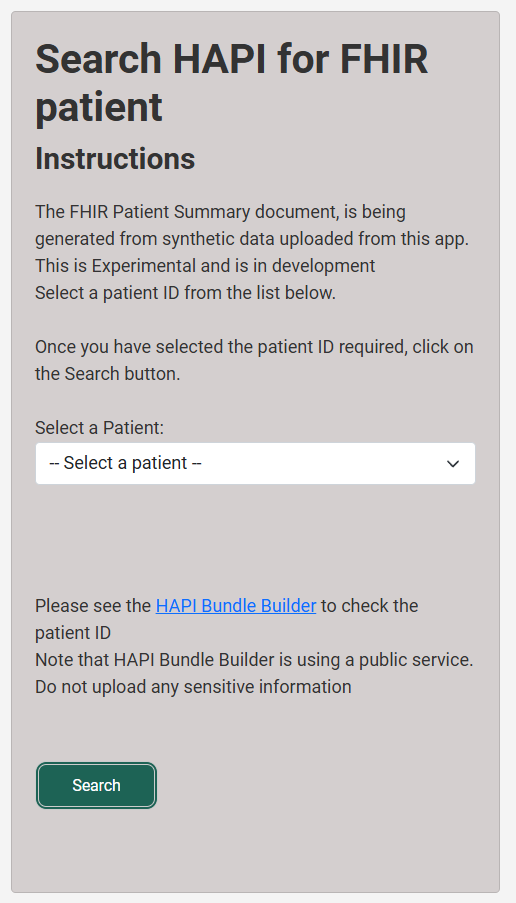 Search HAPI for FHIR
patient
Instructions
The FHIR Patient Summary document, is being
generated from synthetic data uploaded from this app.
This is Experimental and is in development
Select a patient ID from the list below.
Once you have selected the patient ID required, click on
the Search button.
Select a Patient:
-- Select a patient --
Please see the HAPI Bundle Builder to check the
patient ID
Note that HAPI Bundle Builder is using a public service.
Do not upload any sensitive information
Search